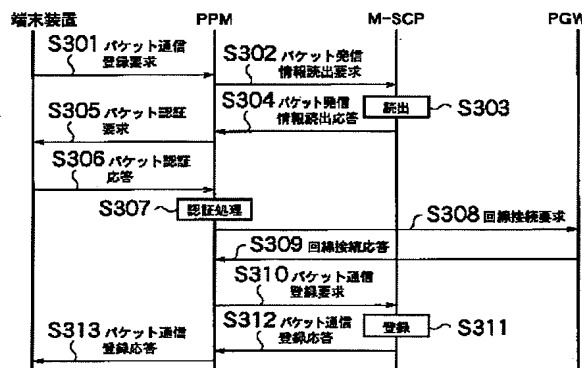 端末装置 PPM M-SCP PGW
S301 パケット通信
登録要求
S302 パケット発信
情報読出要求
読出 S303
S304 パケット発信
情報読出応答
S305 パケット認証
要求
S306 パケット認証
応答
S307 認証処理
S308 回線接続要求
S309 回線接続応答
S310 パケット通信
登録要求
登録 S311
S312 パケット通信
登録応答
S313 パケット通信
登録応答